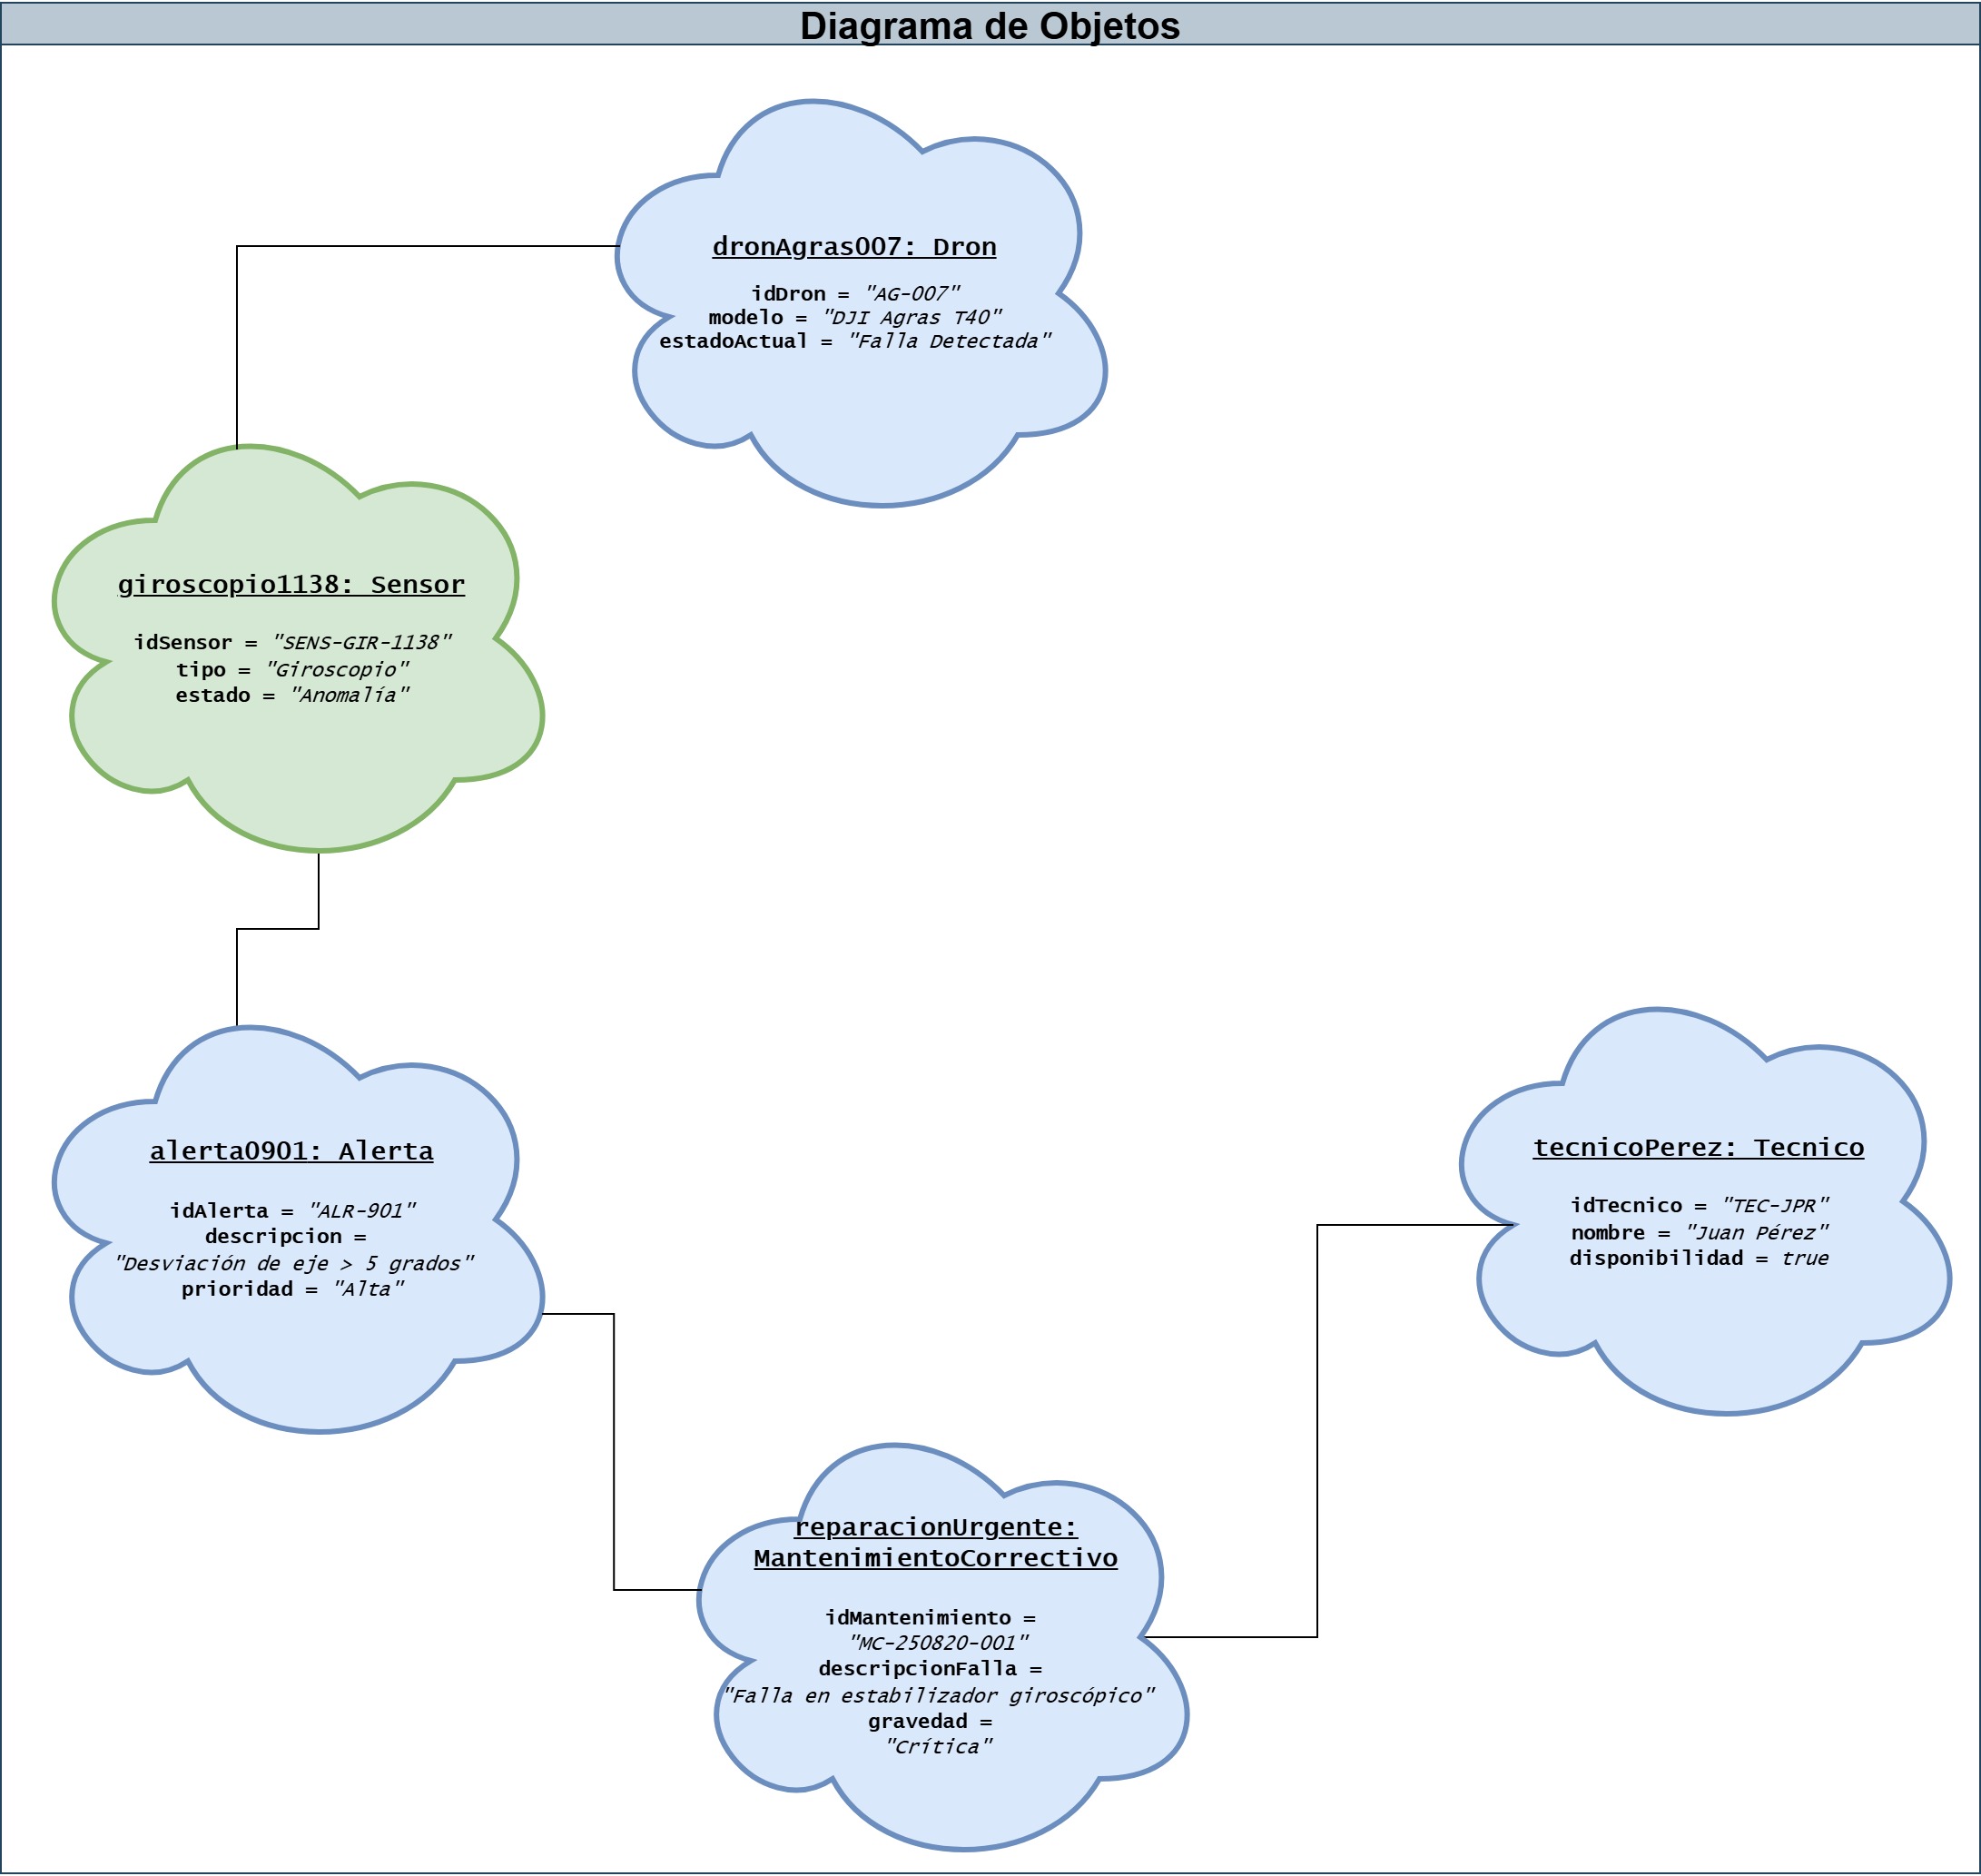 Diagrama de Objetos
dronAgras007: Dron
idDron = "AG-007"
modelo = "DJI Agras T40"
estadoActual = "Falla Detectada"
giroscopio1138: Sensor
idSensor = "SENS-GIR-1138"
tipo = "Giroscopio"
estado = "Anomalía"
alerta0901: Alerta
idAlerta = "ALR-901"
descripcion =
"Desviación de eje > 5 grados"
prioridad = "Alta"
tecnicoPerez: Tecnico
idTecnico = "TEC-JPR"
nombre = "Juan Pérez"
disponibilidad = true
reparacionUrgente:
MantenimientoCorrectivo
idMantenimiento =
"MC-250820-001"
descripcionFalla =
"Falla en estabilizador giroscópico"
gravedad =
"Crítica"